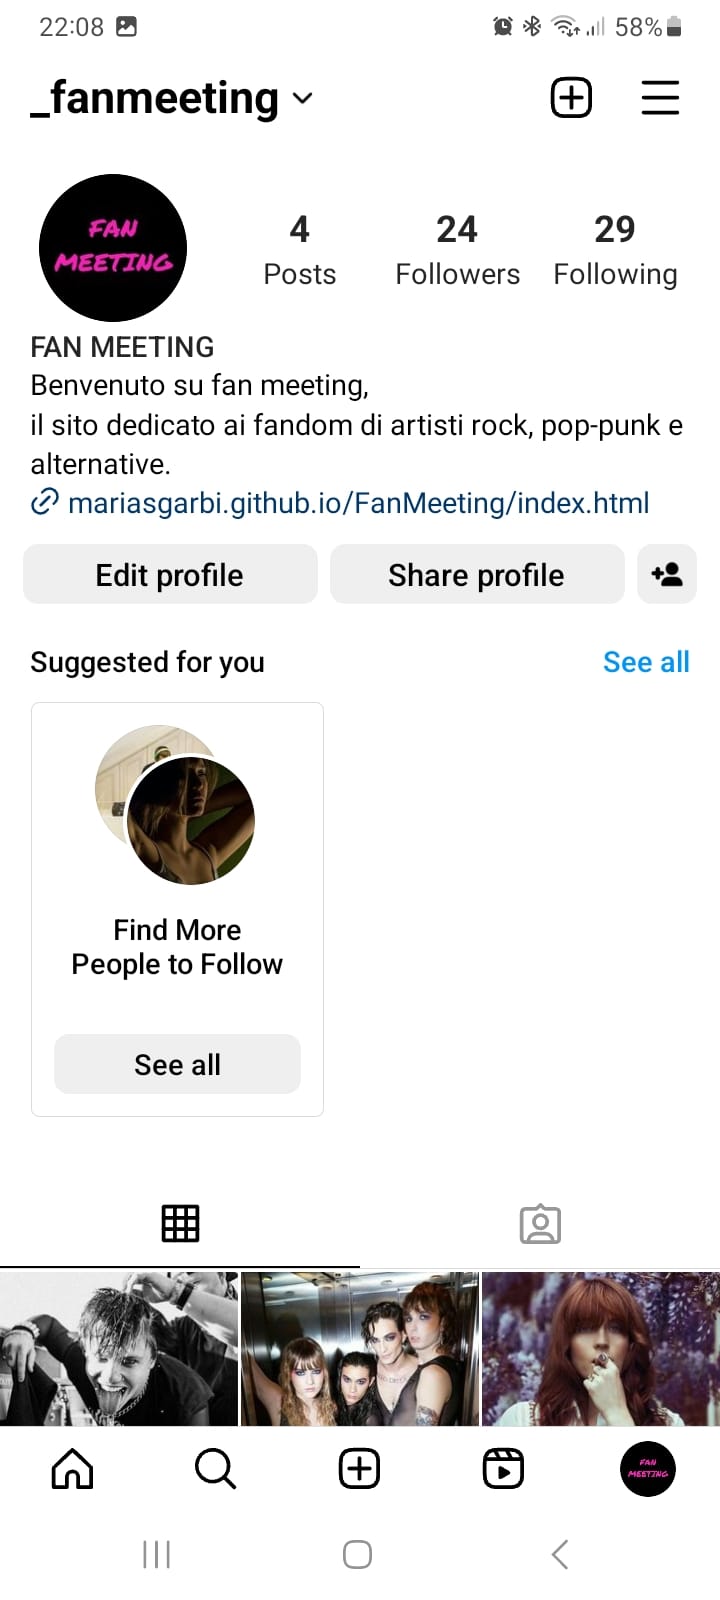 22:08
58%
_fanmeeting
FAN
MEETING
4
24
29
Posts
Followers
Following
FAN MEETING
Benvenuto su fan meeting,
il sito dedicato ai fandom di artisti rock, pop-punk e
alternative.
mariasgarbi.github.io/FanMeeting/index.html
Edit profile
Share profile
Suggested for you
See all
Find More
People to Follow
See all
FAN
MEETING